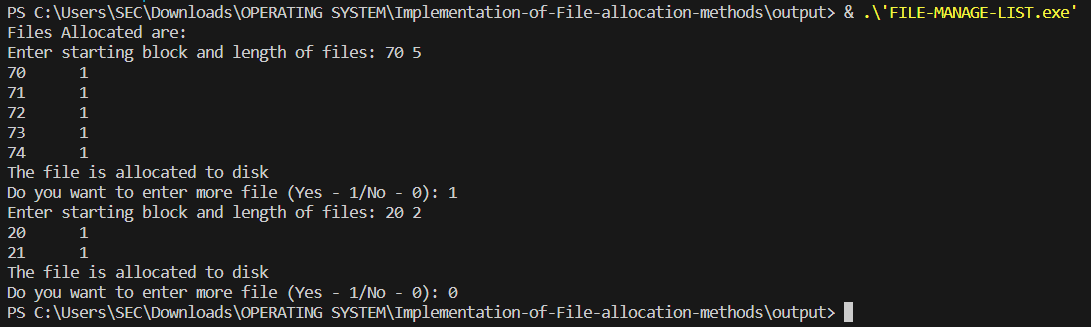 PS C:\Users\SEC\Downloads\OPERATING SYSTEM\Implementation-of-File-allocation-methods\output> & .\'FILE-MANAGE-LIST.exe'
Files Allocated are:
Enter starting block and length of files: 70 5
70      1
71      1
72      1
73      1
74      1
The file is allocated to disk
Do you want to enter more file (Yes - 1/No - 0): 1
Enter starting block and length of files: 20 2
20      1
21      1
The file is allocated to disk
Do you want to enter more file (Yes - 1/No - 0): 0
PS C:\Users\SEC\Downloads\OPERATING SYSTEM\Implementation-of-File-allocation-methods\output>